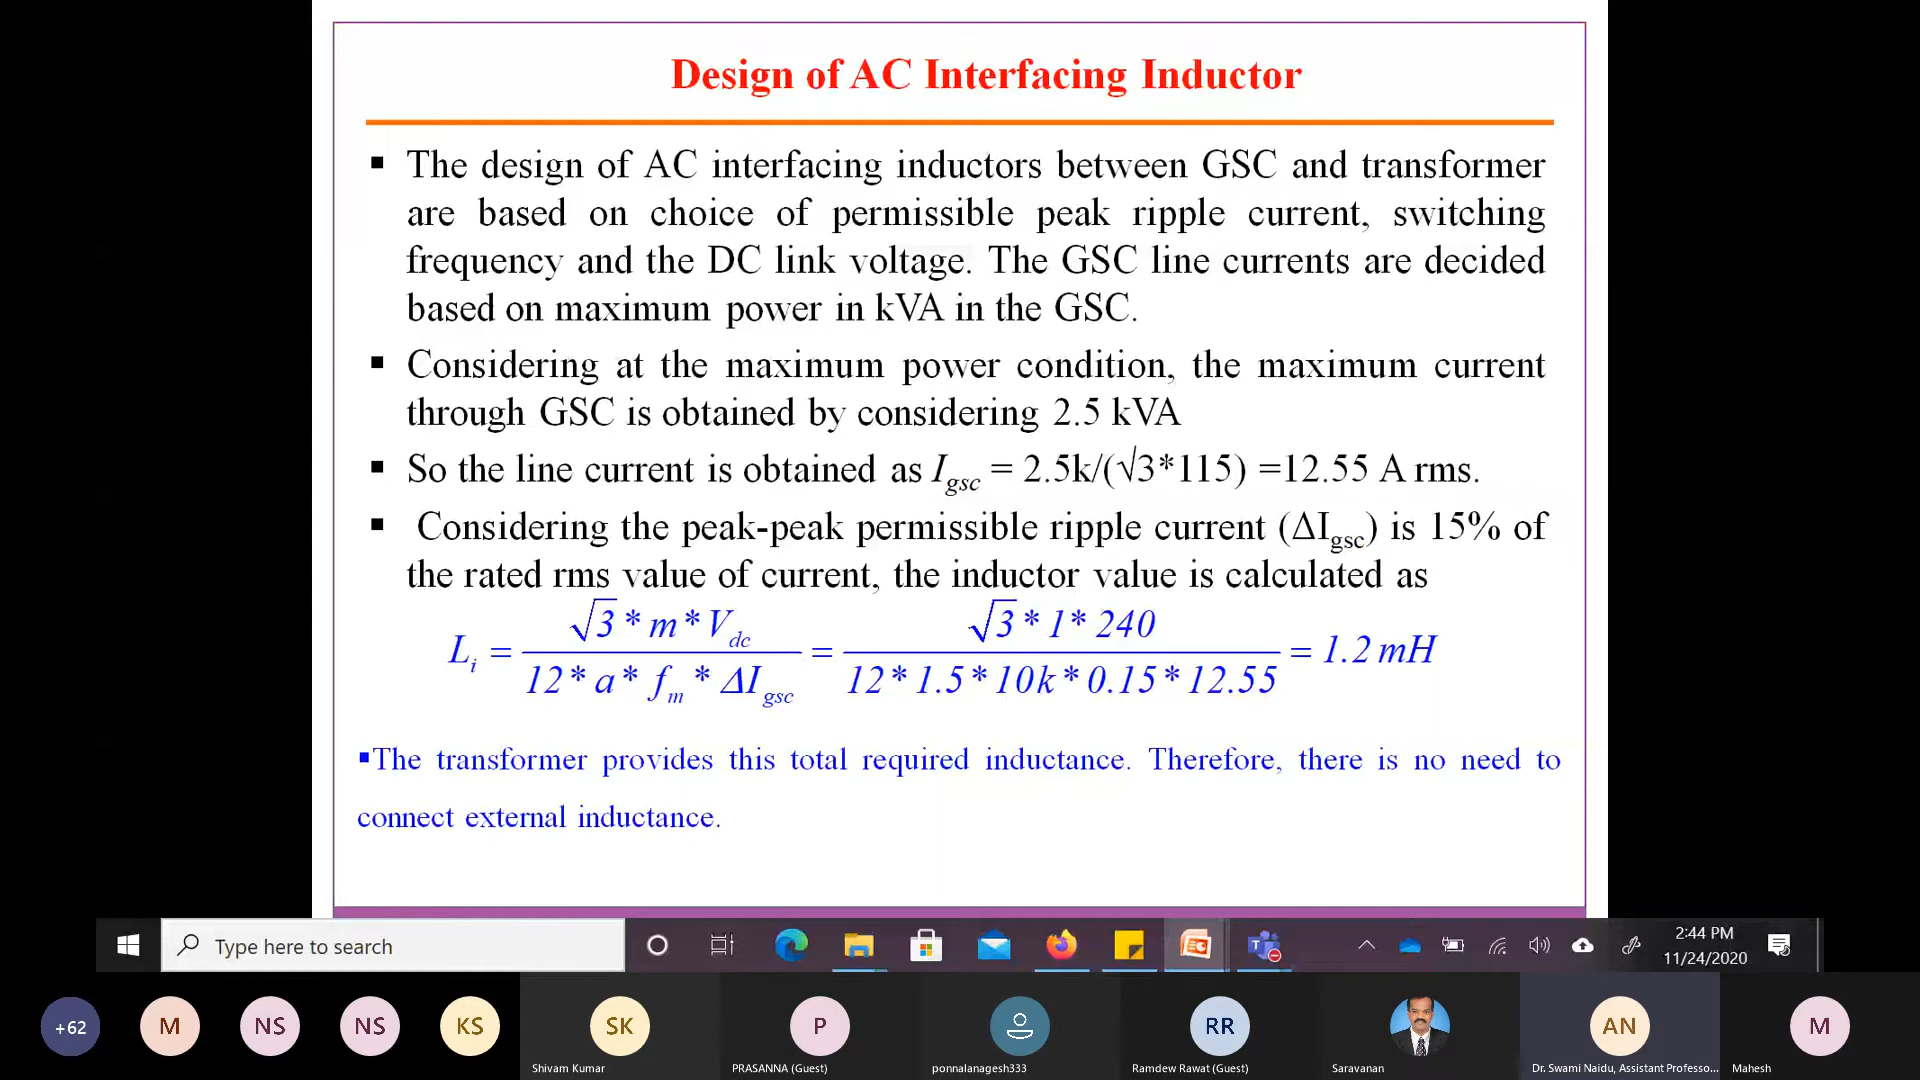 Design of AC Interfacing Inductor
▪ The design of AC interfacing inductors between GSC and transformer
are based on choice of permissible peak ripple current, switching
frequency and the DC link voltage. The GSC line currents are decided
based on maximum power in kVA in the GSC.
▪ Considering at the maximum power condition, the maximum current
through GSC is obtained by considering 2.5 kVA
▪ So the line current is obtained as I_gsc = 2.5k/(√3*115) =12.55 A rms.
▪ Considering the peak-peak permissible ripple current (ΔI_gsc) is 15% of
the rated rms value of current, the inductor value is calculated as
L_i = (√3 * m * V_dc) / (12 * a * f_m * ΔI_gsc) = (√3 * 1 * 240) / (12 * 1.5 * 10k * 0.15 * 12.55) = 1.2 mH
▪The transformer provides this total required inductance. Therefore, there is no need to
connect external inductance.
Type here to search
2:44 PM
11/24/2020
+62
M
NS
NS
KS
SK
P
RR
AN
M
Shivam Kumar
PRASANNA (Guest)
ponnalanagesh333
Ramdew Rawat (Guest)
Saravanan
Dr. Swami Naidu, Assistant Professo...
Mahesh